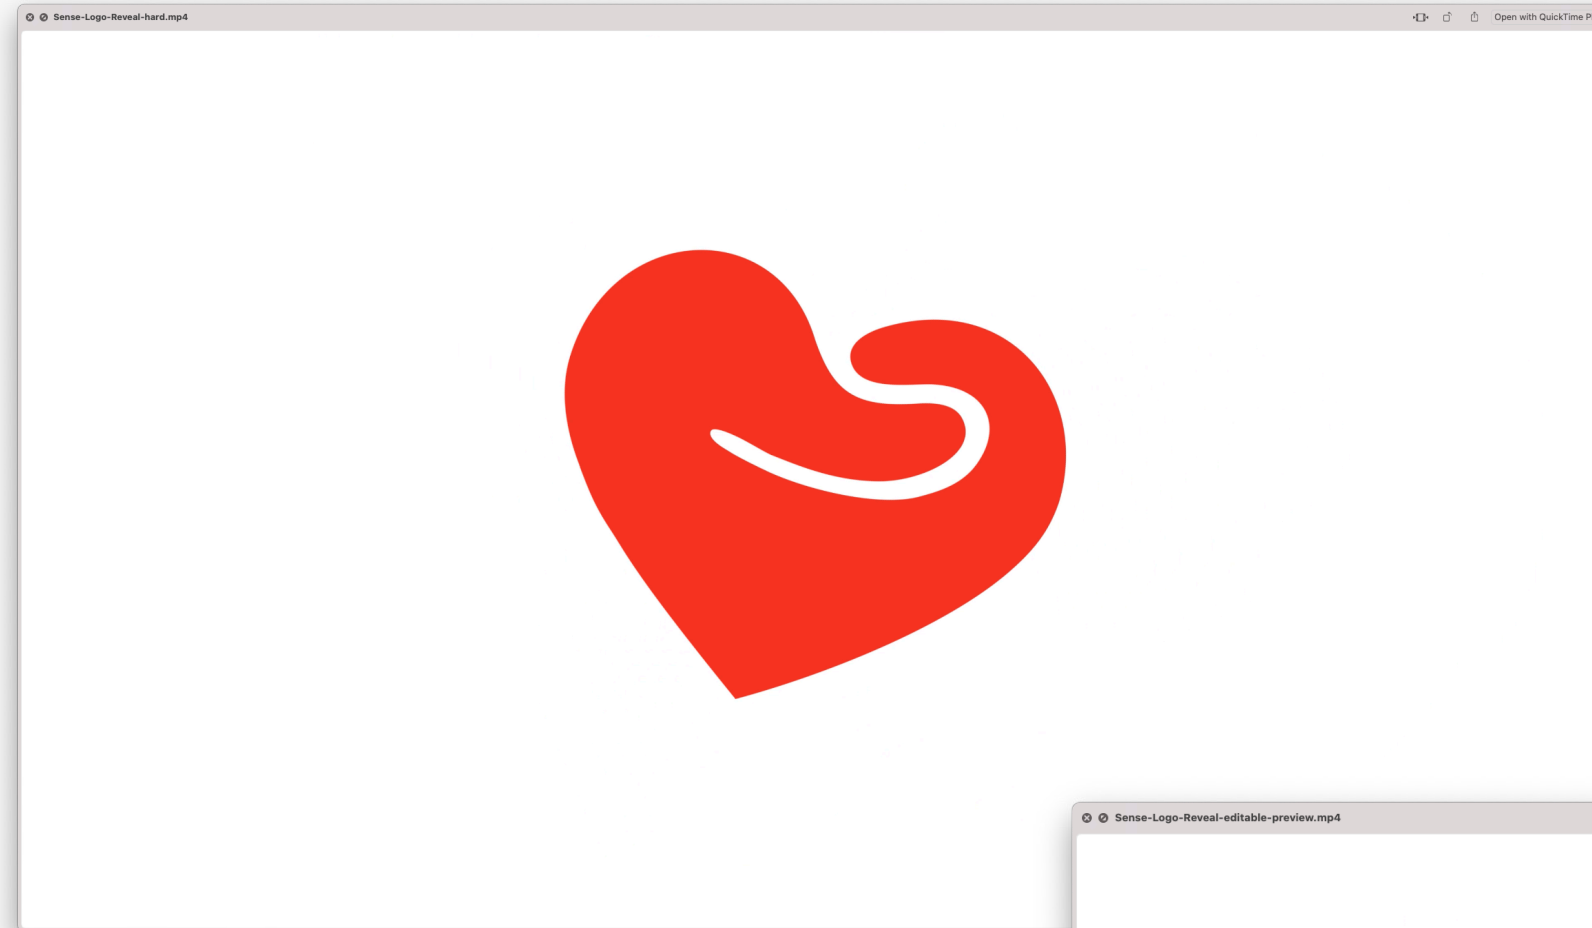 Sense-Logo-Reveal-hard.mp4
Open with QuickTime
Sense-Logo-Reveal-editable-preview.mp4